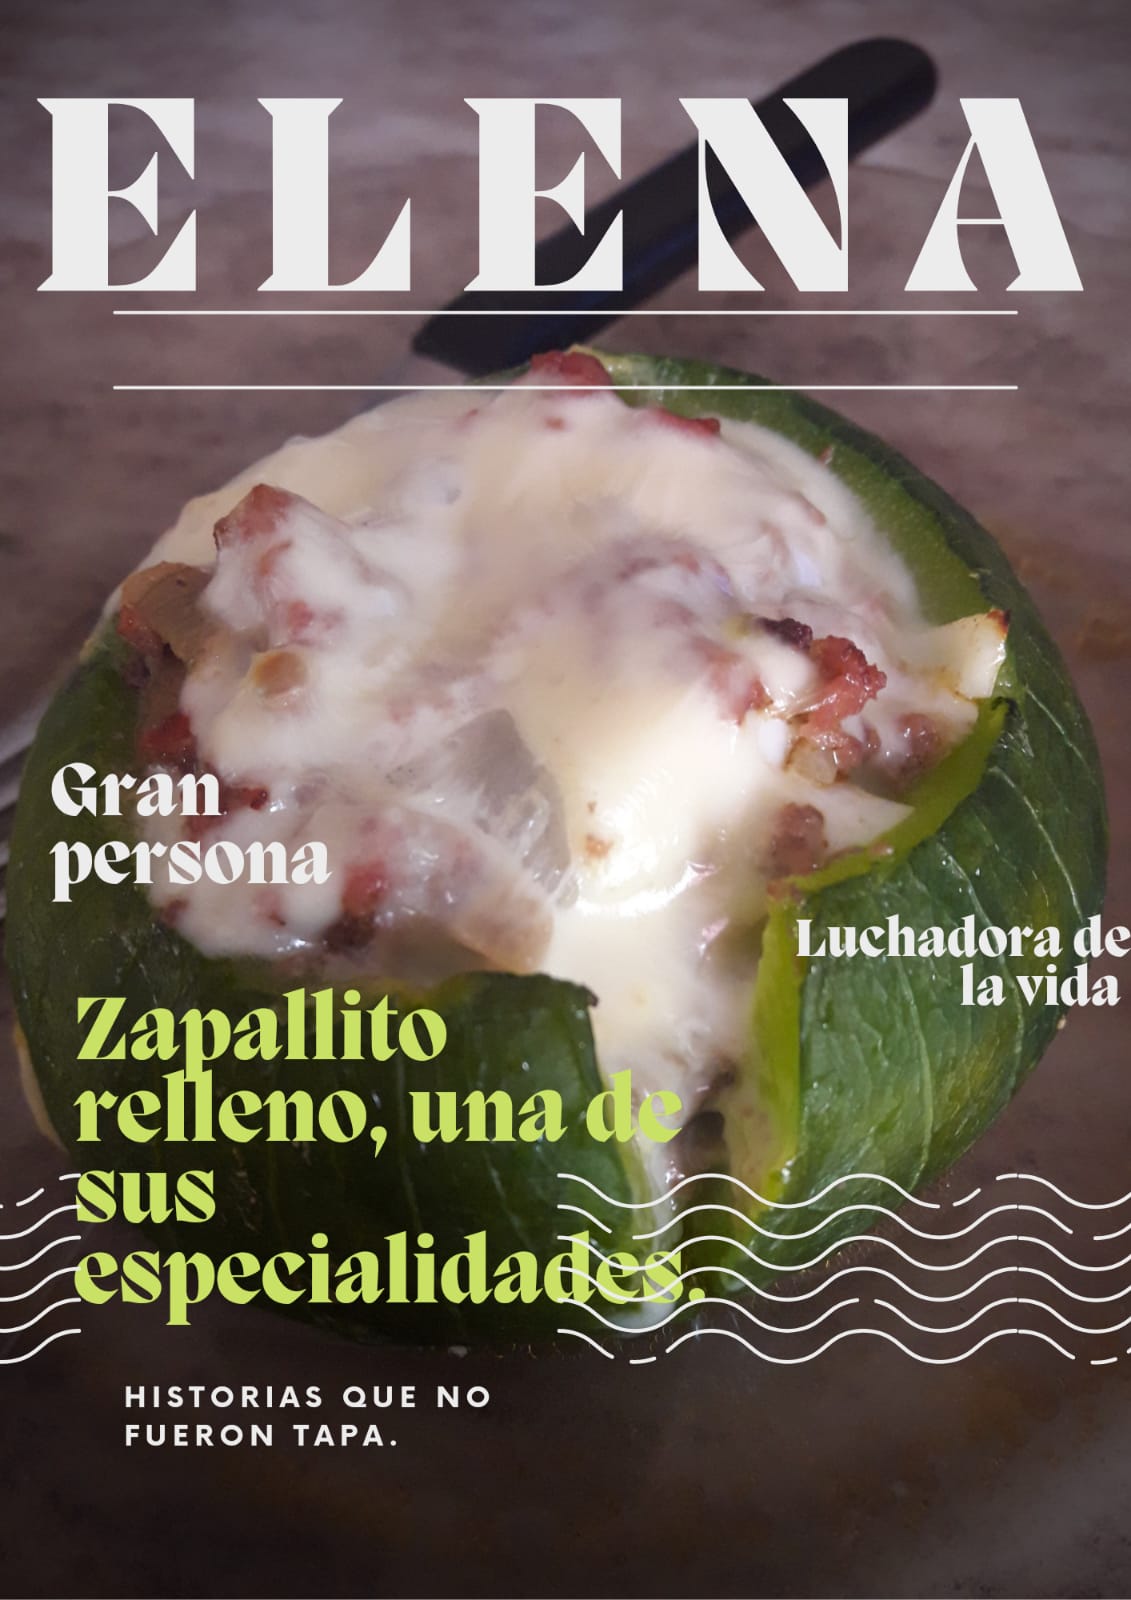 ELENA
Gran
persona
Luchadora de
la vida
Zapallito
relleno, una de
sus
especialidades.
HISTORIAS QUE NO
FUERON TAPA.